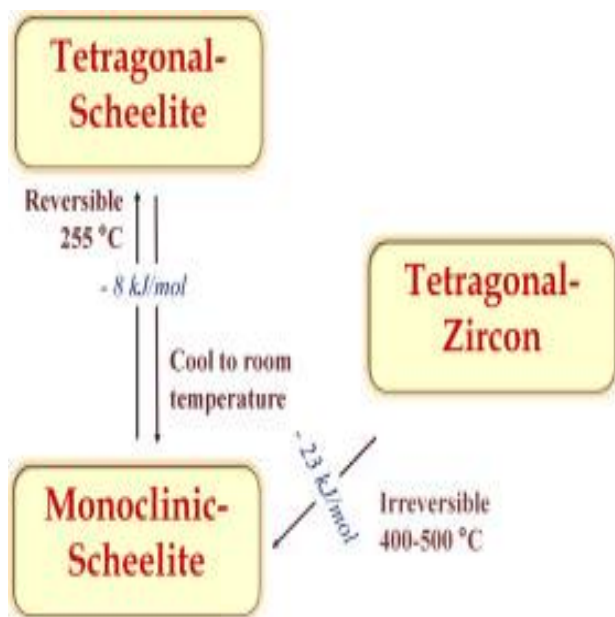 Tetragonal-
Scheelite
Reversible
255 °C
- 8 kJ/mol
Cool to room
temperature
Tetragonal-
Zircon
- 23 kJ/mol
Irreversible
400-500 °C
Monoclinic-
Scheelite